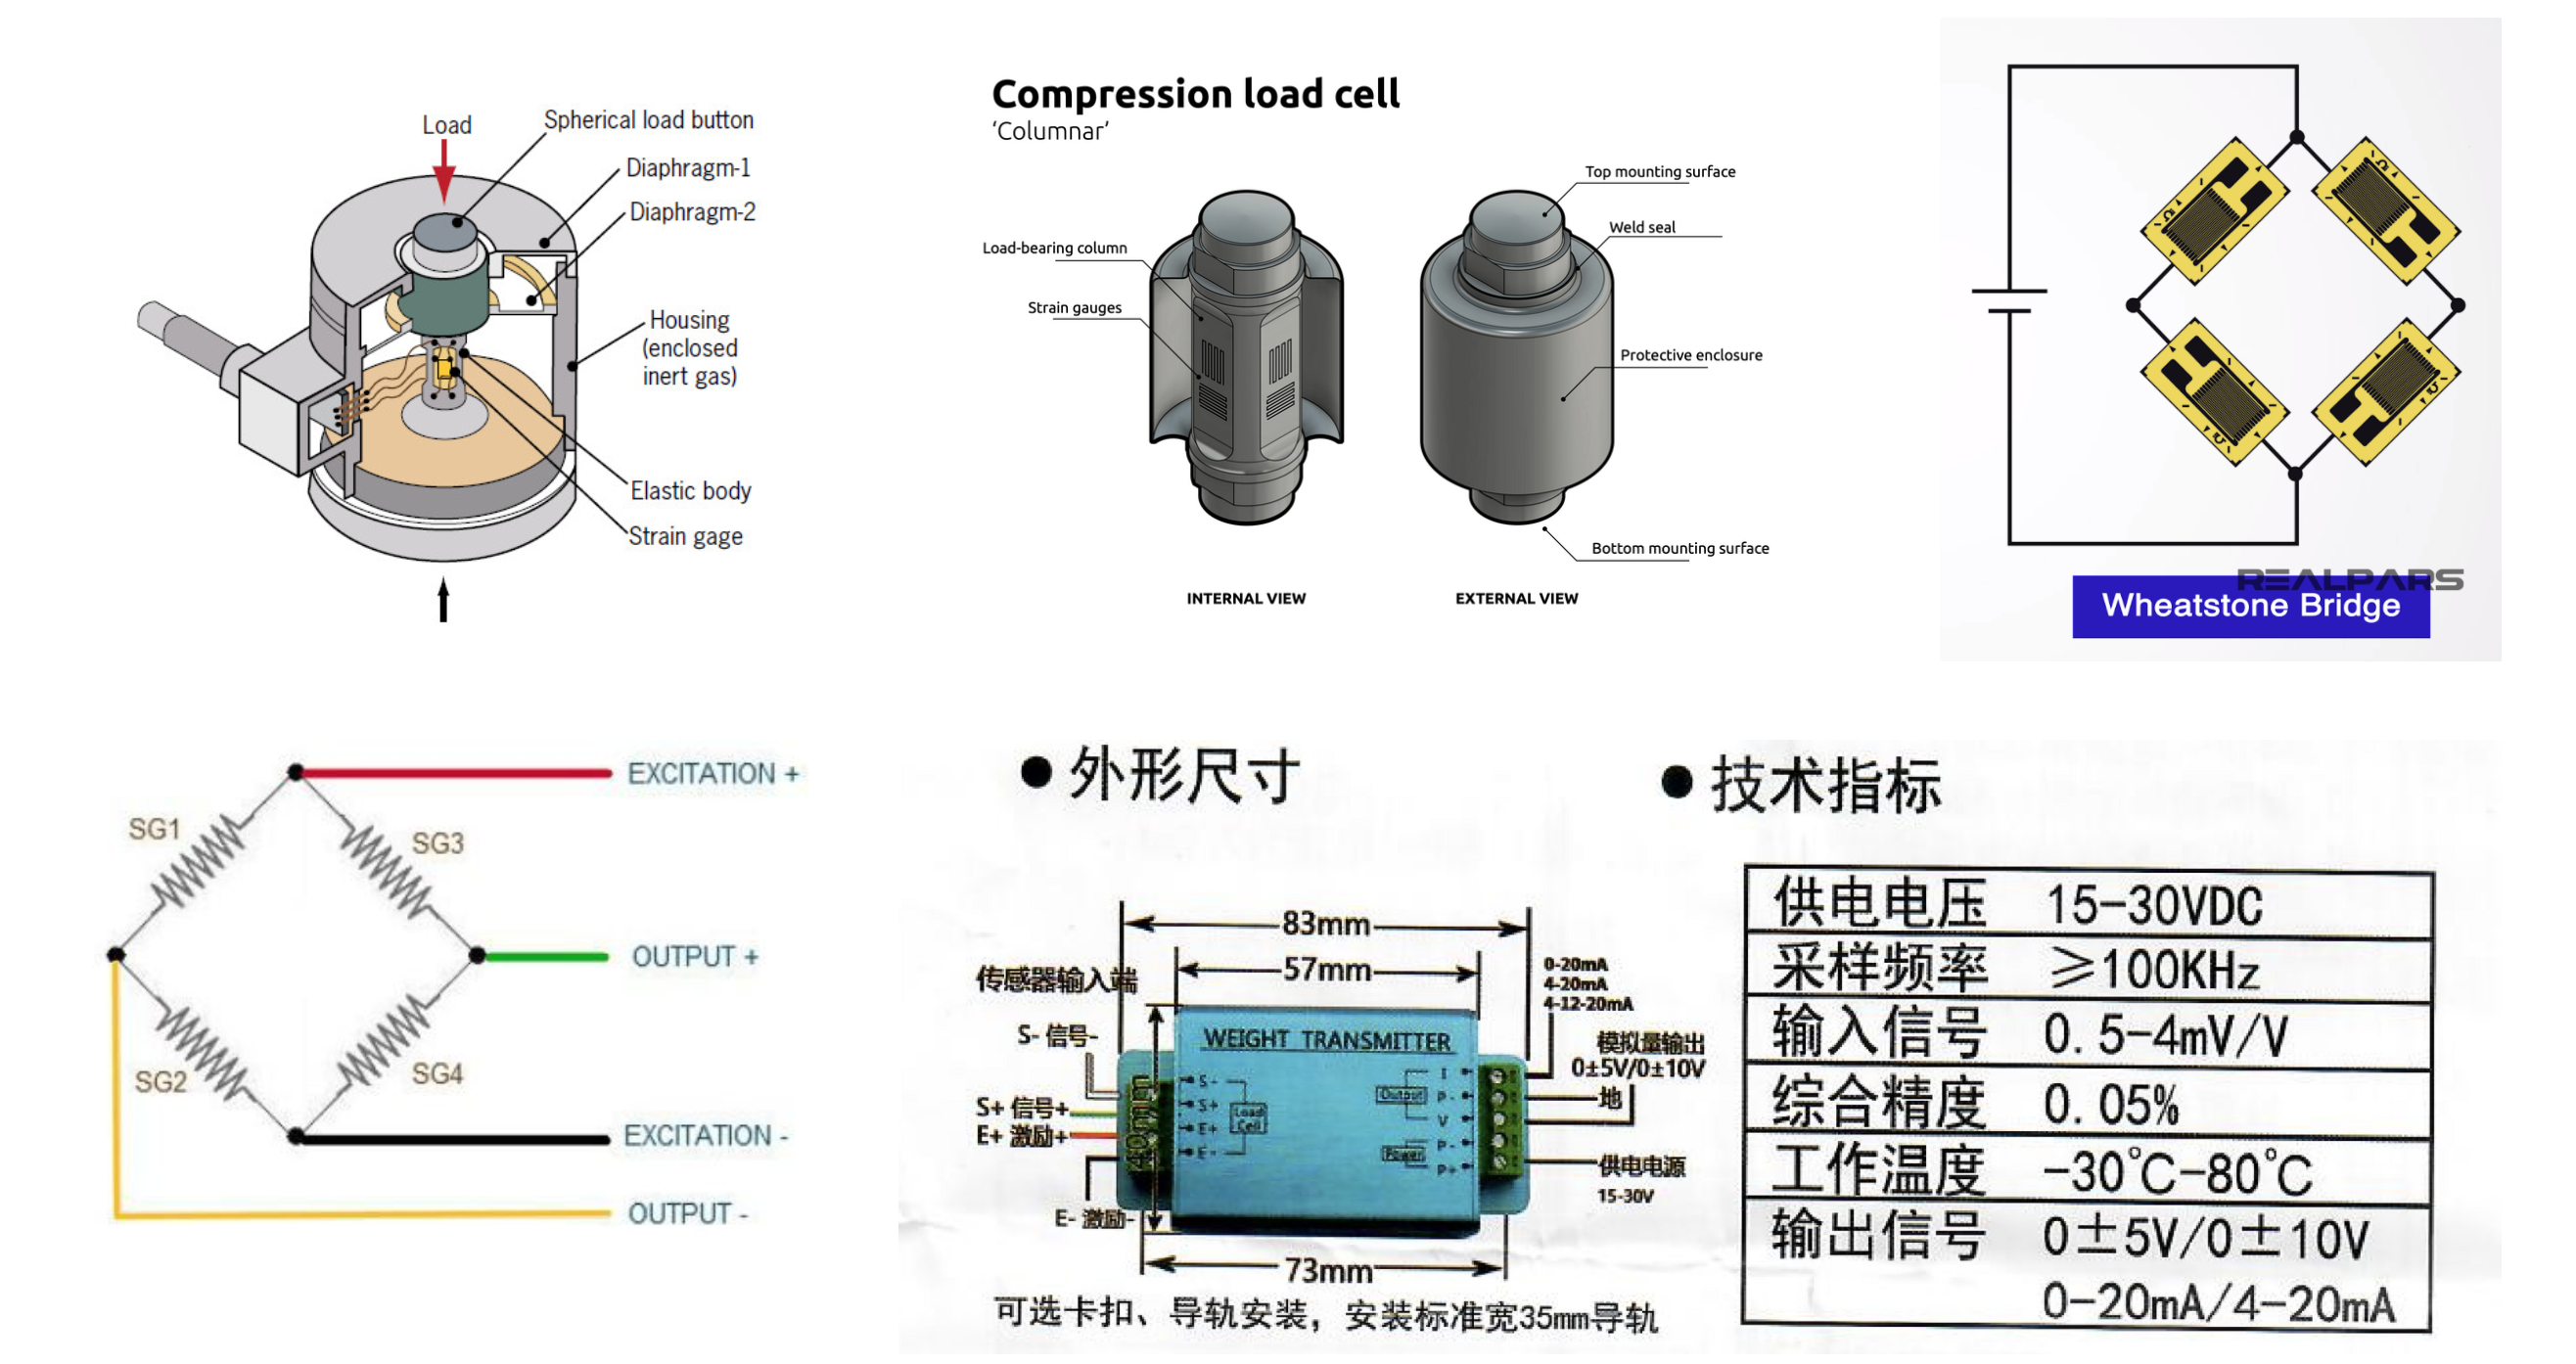 Load
Spherical load button
Diaphragm-1
Diaphragm-2
Housing
(enclosed
inert gas)
Elastic body
Strain gage
Compression load cell
‘Columnar’
Load-bearing column
Strain gauges
INTERNAL VIEW
Top mounting surface
Weld seal
Protective enclosure
Bottom mounting surface
EXTERNAL VIEW
REALPARS
Wheatstone Bridge
SG1
SG3
SG2
SG4
EXCITATION +
OUTPUT +
EXCITATION -
OUTPUT -
● 外形尺寸
83mm
57mm
传感器输入端
S- 信号-
S+ 信号+
E+ 激励+
E- 激励-
40mm
WEIGHT TRANSMITTER
S-
S+
E+
E-
Load
Cell
Output
Power
I
P-
V
P-
P+
0-20mA
4-20mA
4-12-20mA
模拟量输出
0±5V/0±10V
地
供电电源
15-30V
73mm
可选卡扣、导轨安装，安装标准宽35mm导轨
● 技术指标
供电电压 15-30VDC
采样频率 ≥100KHz
输入信号 0.5-4mV/V
综合精度 0.05%
工作温度 -30℃-80℃
输出信号 0±5V/0±10V
0-20mA/4-20mA